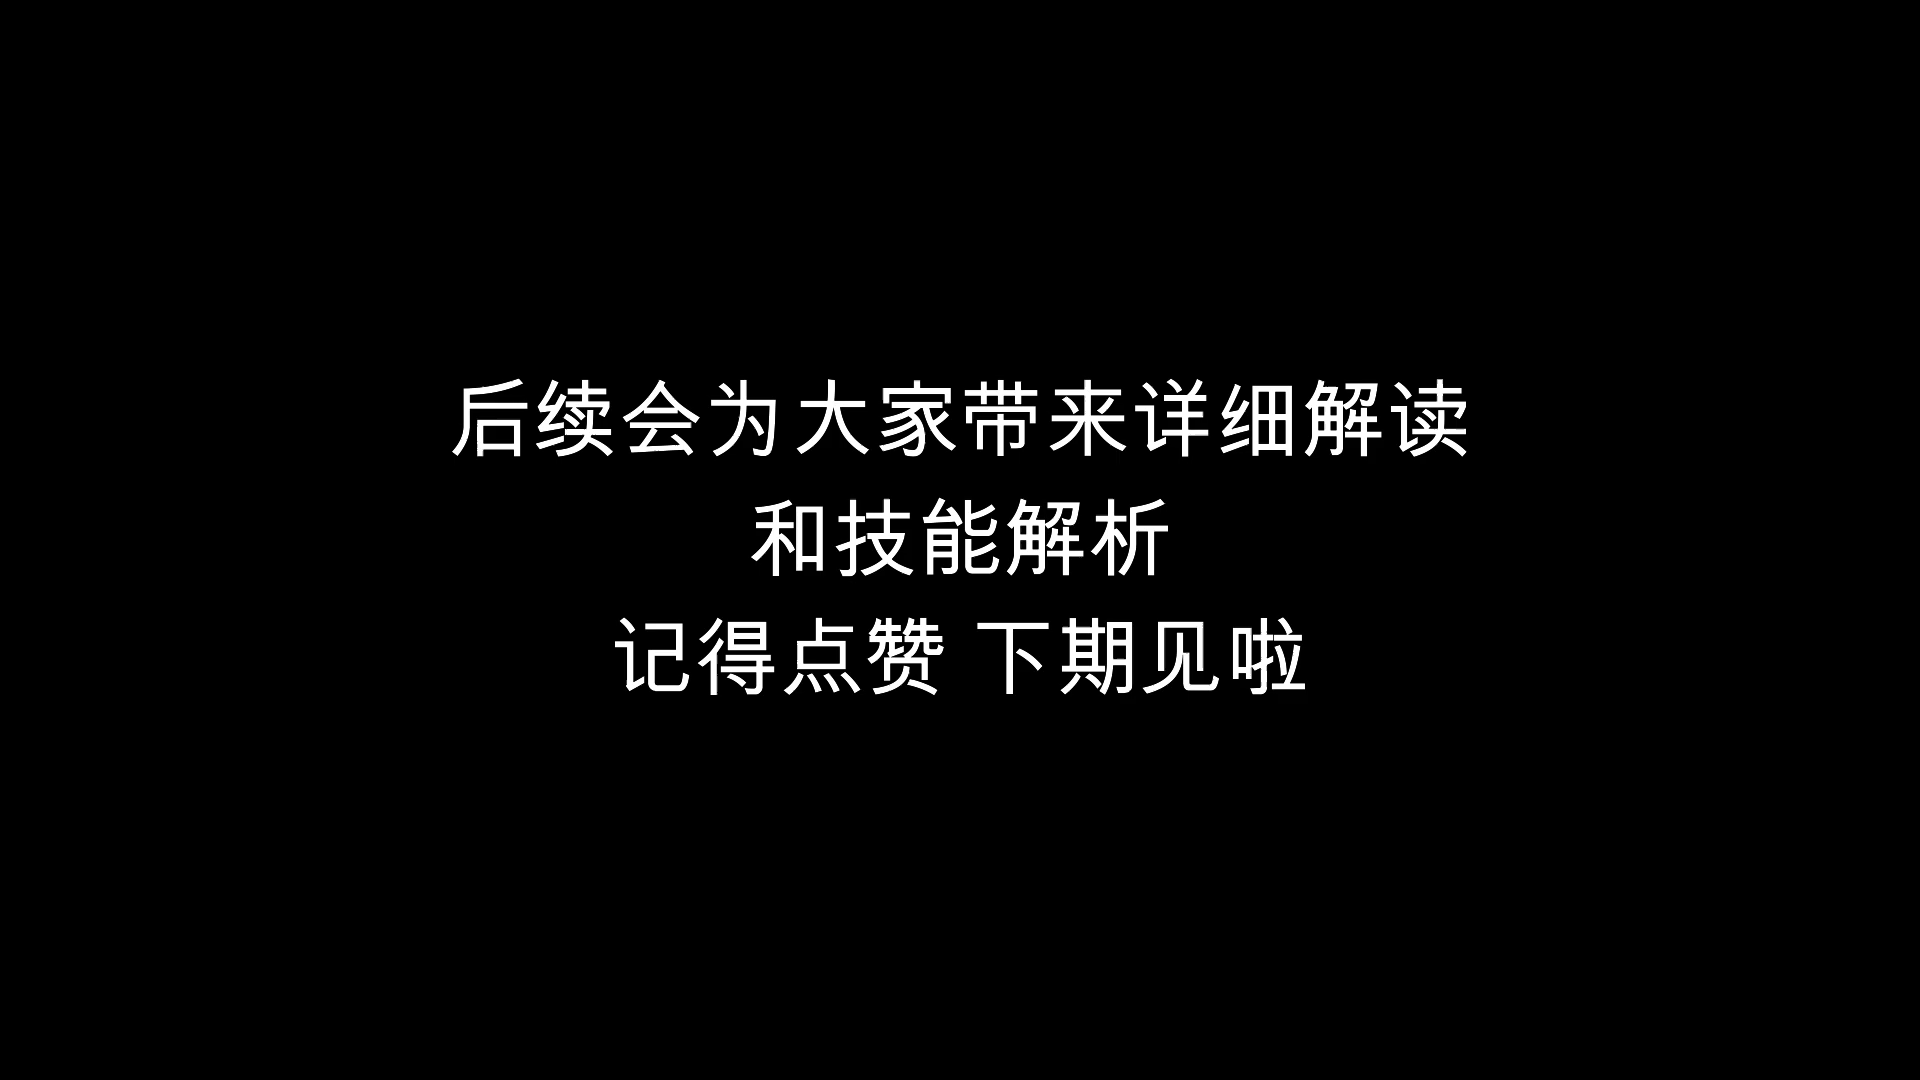 后续会为大家带来详细解读
和技能解析
记得点赞 下期见啦